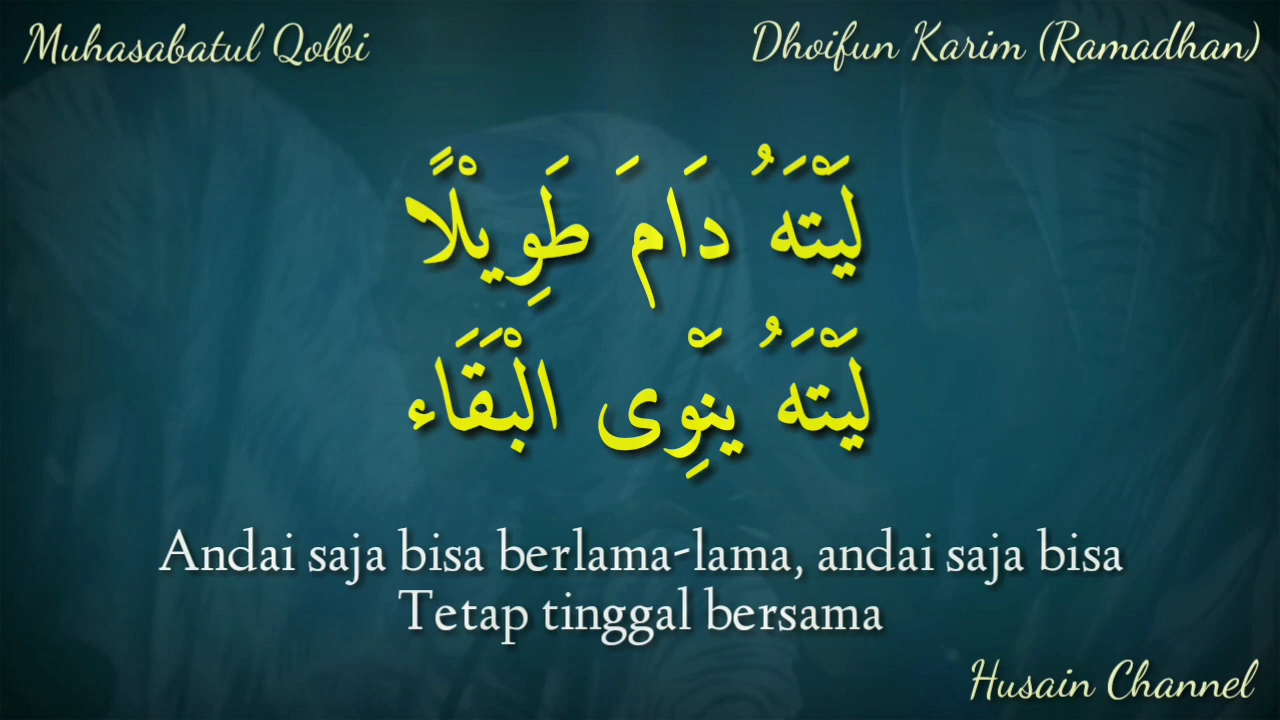 Muhasabatul Qolbi
Dhoifun Karim (Ramadhan)
لَيْتَهُ دَامَ طَوِيْلًا
لَيْتَهُ يَنْوِى الْبَقَاء
Andai saja bisa berlama-lama, andai saja bisa
Tetap tinggal bersama
Husain Channel